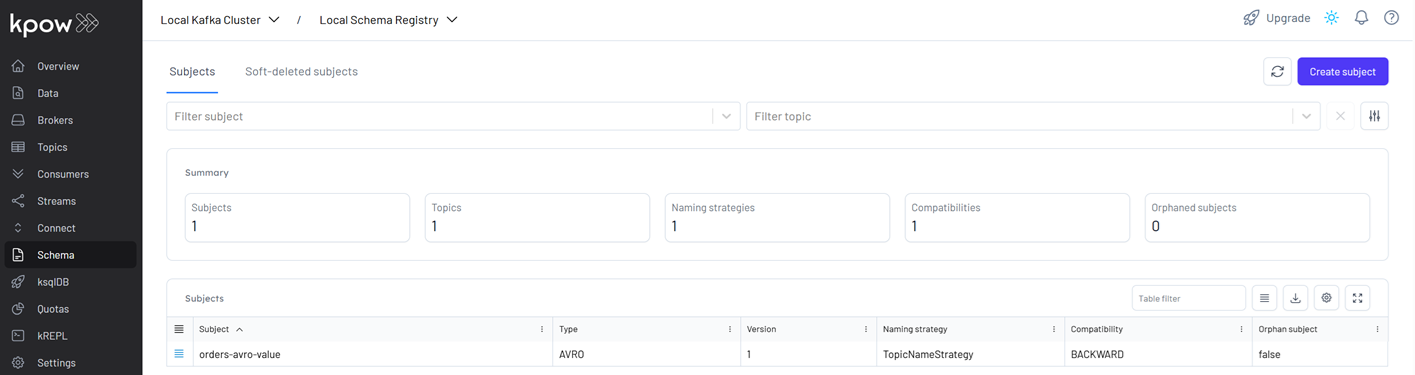 kpow
Local Kafka Cluster / Local Schema Registry Upgrade
Overview
Data
Brokers
Topics
Consumers
Streams
Connect
Schema
ksqlDB
Quotas
kREPL
Settings
Subjects Soft-deleted subjects Create subject
Filter subject Filter topic
Summary
Subjects Topics Naming strategies Compatibilities Orphaned subjects
1 1 1 1 0
Subjects Table filter
Subject Type Version Naming strategy Compatibility Orphan subject
orders-avro-value AVRO 1 TopicNameStrategy BACKWARD false